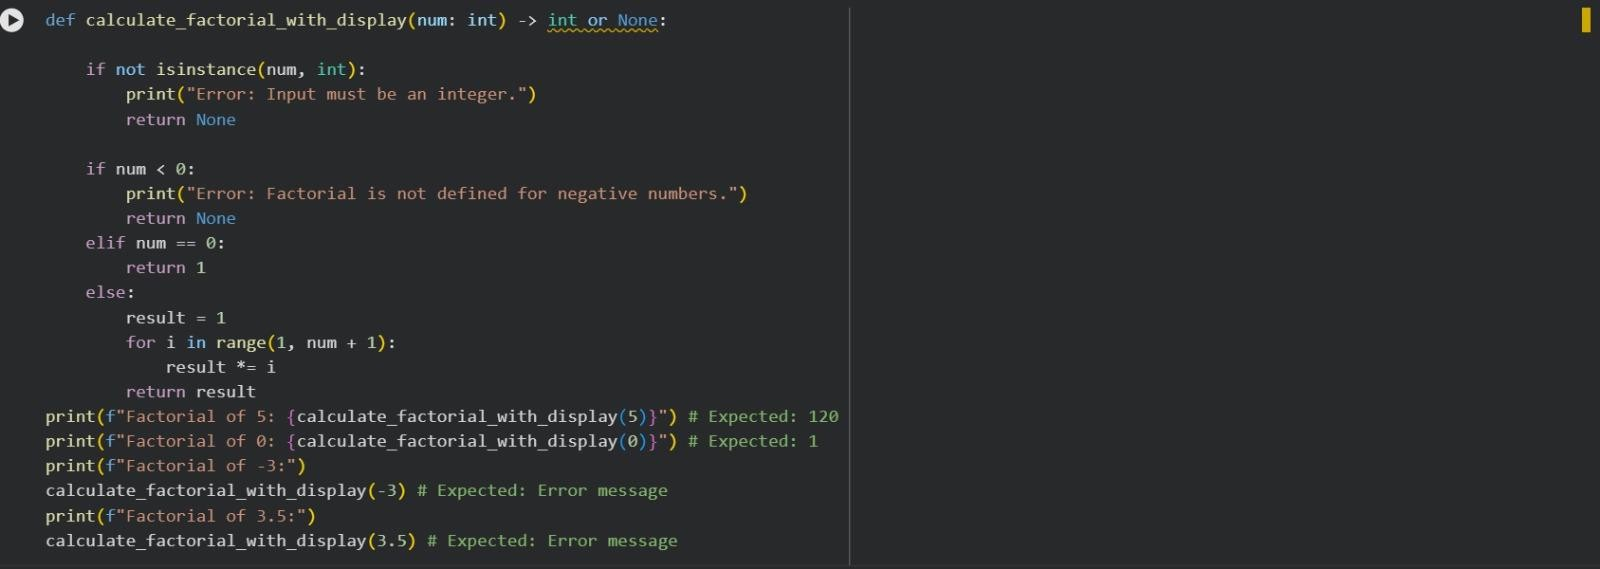 def calculate_factorial_with_display(num: int) -> int or None:
    if not isinstance(num, int):
        print("Error: Input must be an integer.")
        return None
    if num < 0:
        print("Error: Factorial is not defined for negative numbers.")
        return None
    elif num == 0:
        return 1
    else:
        result = 1
        for i in range(1, num + 1):
            result *= i
        return result
print(f"Factorial of 5: {calculate_factorial_with_display(5)}") # Expected: 120
print(f"Factorial of 0: {calculate_factorial_with_display(0)}") # Expected: 1
print(f"Factorial of -3:")
calculate_factorial_with_display(-3) # Expected: Error message
print(f"Factorial of 3.5:")
calculate_factorial_with_display(3.5) # Expected: Error message